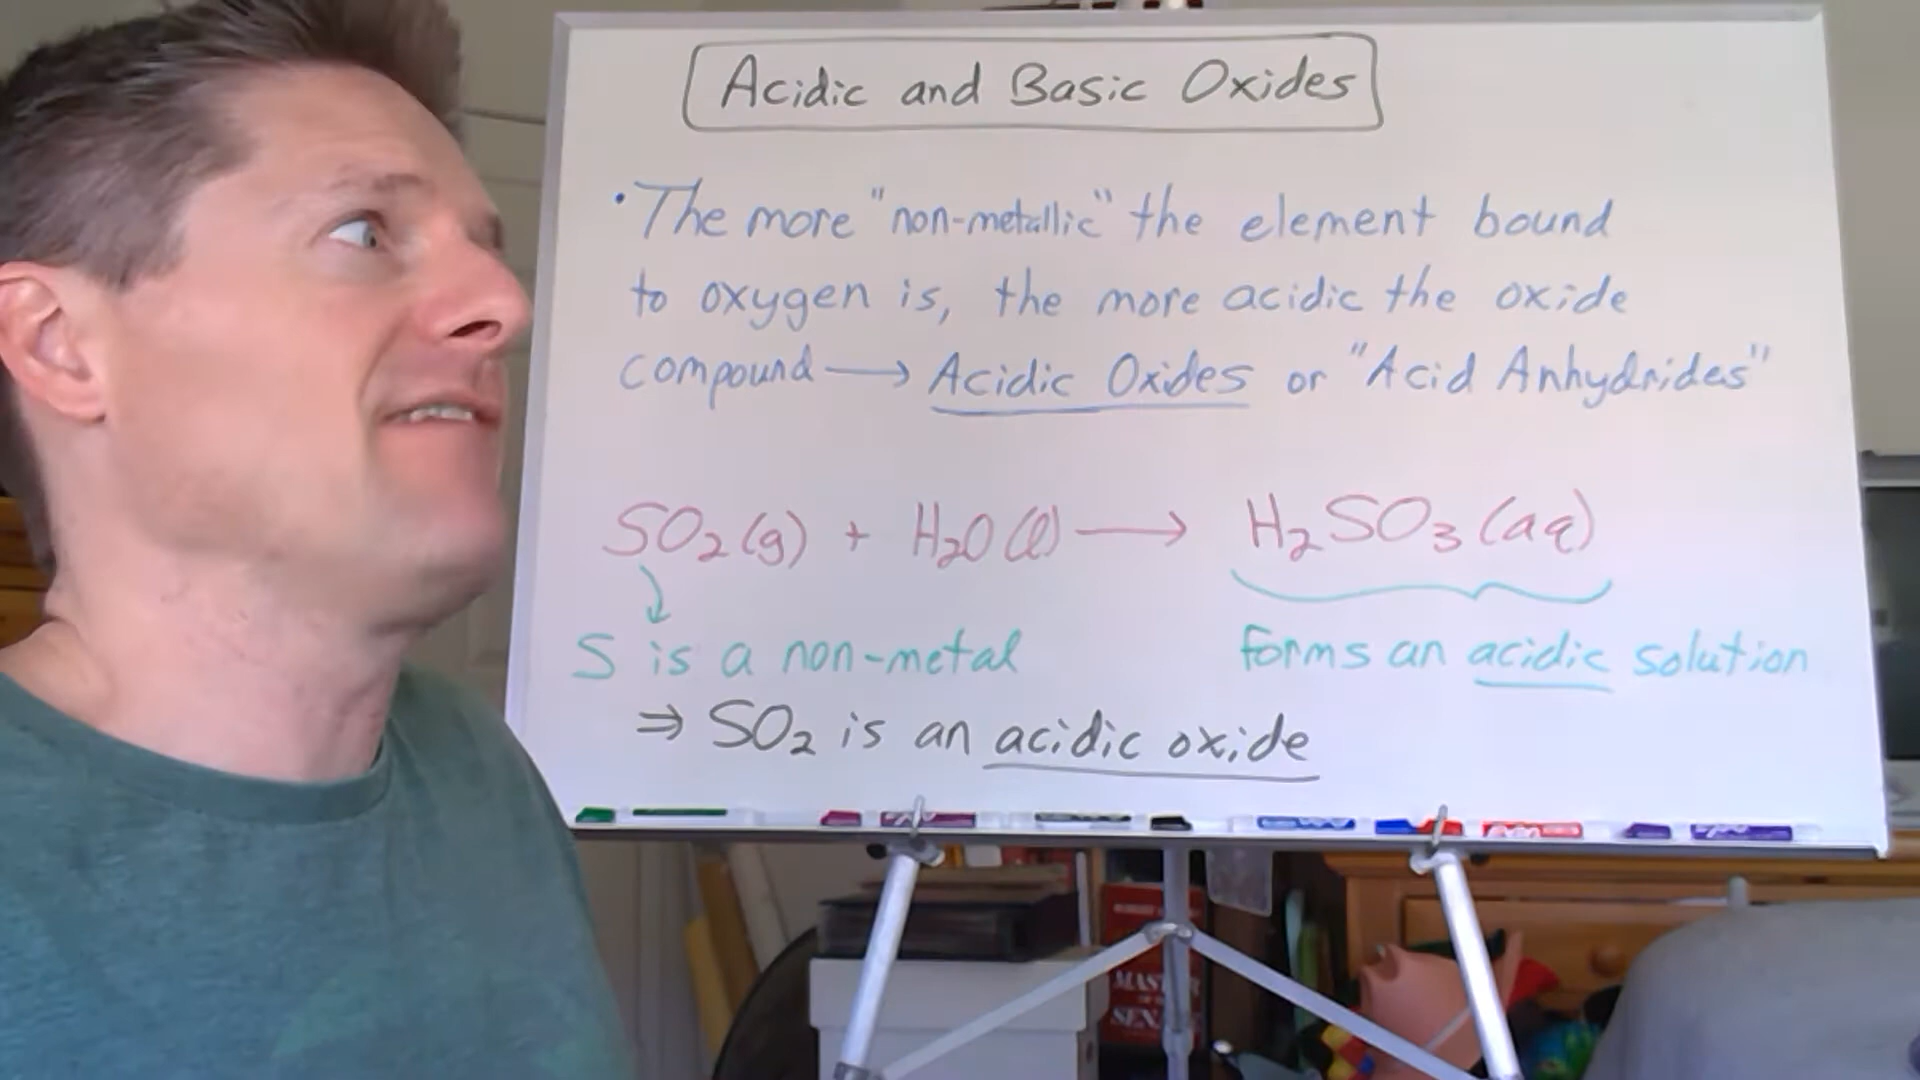 Acidic and Basic Oxides
• The more "non-metallic" the element bound
to oxygen is, the more acidic the oxide
compound → Acidic Oxides or "Acid Anhydrides"
SO₂(g) + H₂O(l) → H₂SO₃(aq)
S is a non-metal
forms an acidic solution
⇒ SO₂ is an acidic oxide
MASTER
SENATE